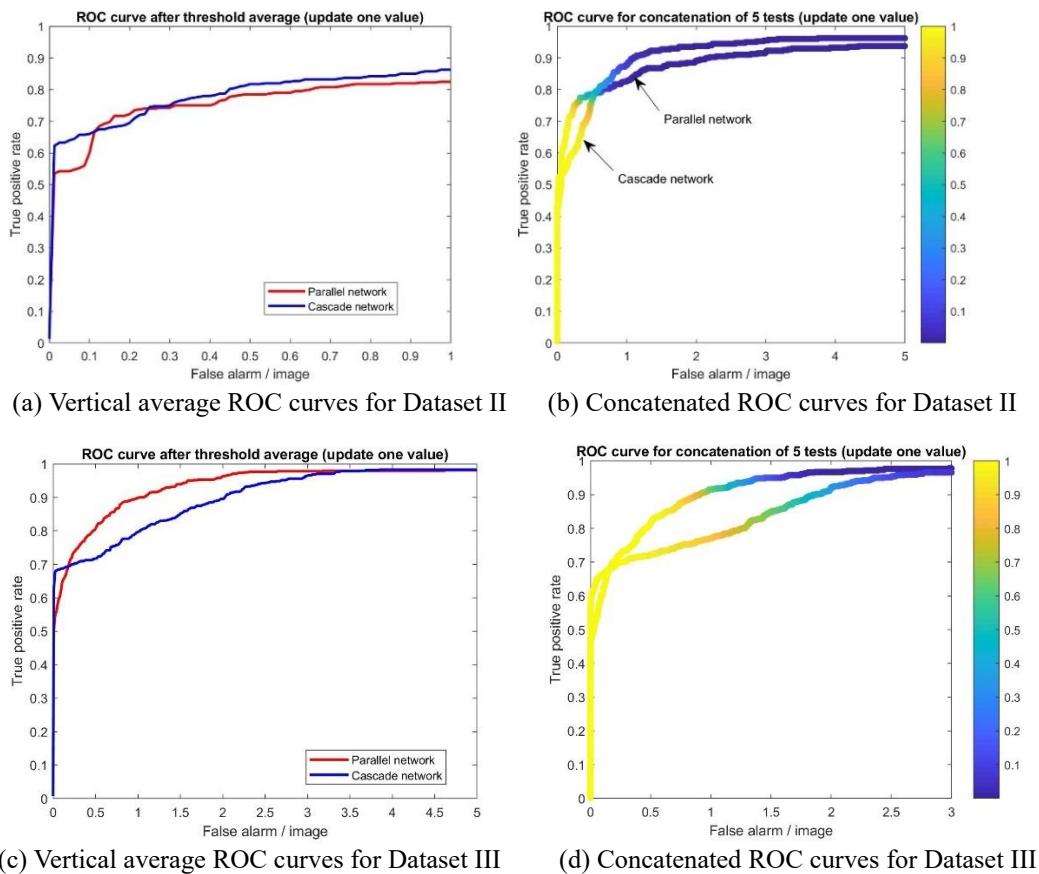 ROC curve after threshold average (update one value)
1
0.9
0.8
0.7
0.6
0.5
0.4
0.3
0.2
0.1
0
True positive rate
Parallel network
Cascade network
0 0.1 0.2 0.3 0.4 0.5 0.6 0.7 0.8 0.9 1
False alarm / image
(a) Vertical average ROC curves for Dataset II
ROC curve for concatenation of 5 tests (update one value)
1
0.9
0.8
0.7
0.6
0.5
0.4
0.3
0.2
0.1
0
True positive rate
Parallel network
Cascade network
0 1 2 3 4 5
False alarm / image
1
0.9
0.8
0.7
0.6
0.5
0.4
0.3
0.2
0.1
(b) Concatenated ROC curves for Dataset II
ROC curve after threshold average (update one value)
1
0.9
0.8
0.7
0.6
0.5
0.4
0.3
0.2
0.1
0
True positive rate
Parallel network
Cascade network
0 0.5 1 1.5 2 2.5 3 3.5 4 4.5 5
False alarm / image
(c) Vertical average ROC curves for Dataset III
ROC curve for concatenation of 5 tests (update one value)
1
0.9
0.8
0.7
0.6
0.5
0.4
0.3
0.2
0.1
0
True positive rate
0 0.5 1 1.5 2 2.5 3
False alarm / image
1
0.9
0.8
0.7
0.6
0.5
0.4
0.3
0.2
0.1
(d) Concatenated ROC curves for Dataset III